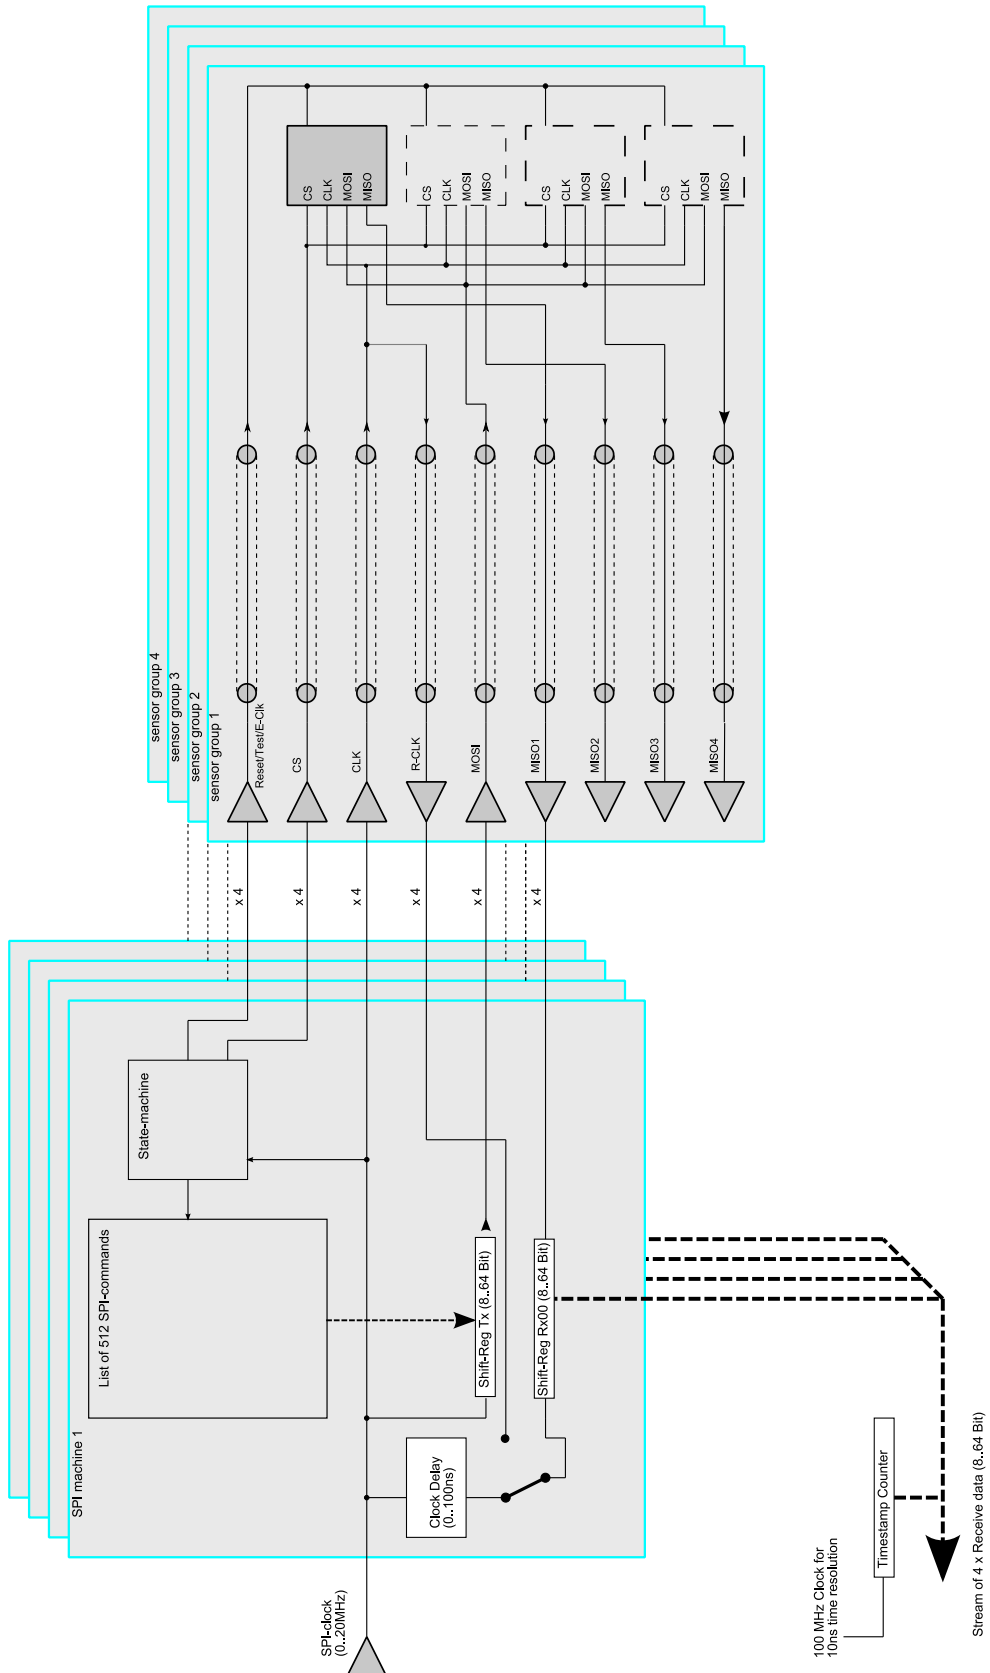 sensor group 4
sensor group 3
sensor group 2
sensor group 1
CS
CLK
MOSI
MISO
CS
CLK
MOSI
MISO
CS
CLK
MOSI
MISO
CS
CLK
MOSI
MISO
Reset/Test/E-Clk
CS
CLK
R-CLK
MOSI
MISO1
MISO2
MISO3
MISO4
x 4
x 4
x 4
x 4
x 4
x 4
SPI machine 1
State-machine
List of 512 SPI-commands
Shift-Reg Tx (8..64 Bit)
Shift-Reg Rx00 (8..64 Bit)
Clock Delay
(0..100ns)
SPI-clock
(0..20MHz)
100 MHz Clock for
10ns time resolution
Timestamp Counter
Stream of 4 x Receive data (8..64 Bit)